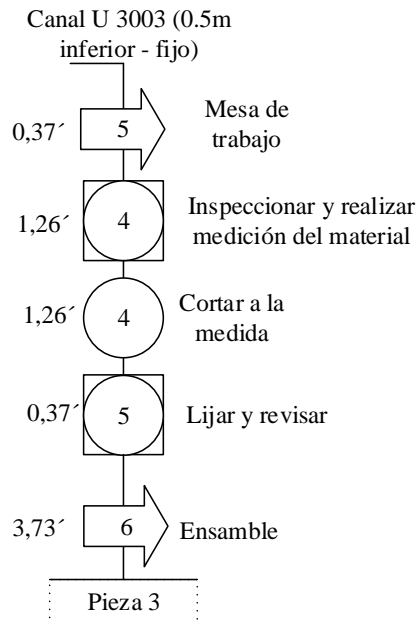 Canal U 3003 (0.5m
inferior - fijo)
0,37´
5
Mesa de
trabajo
1,26´
4
Inspeccionar y realizar
medición del material
1,26´
4
Cortar a la
medida
0,37´
5
Lijar y revisar
3,73´
6
Ensamble
Pieza 3